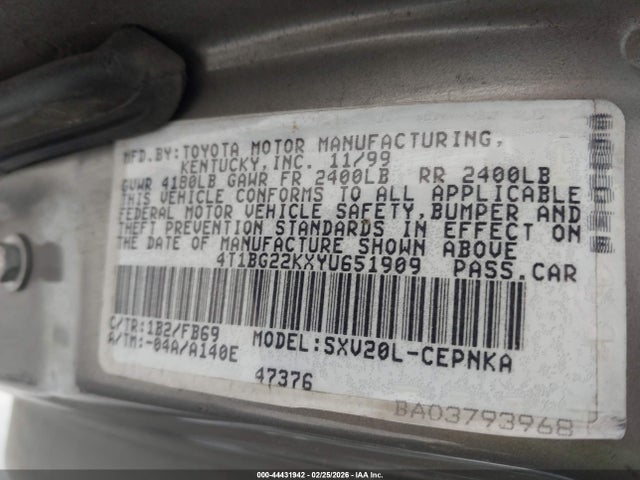 MFD.BY:TOYOTA MOTOR MANUFACTURING,
KENTUCKY,INC. 11/99
GVWR 4180LB GAWR FR 2400LB RR 2400LB
THIS VEHICLE CONFORMS TO ALL APPLICABLE
FEDERAL MOTOR VEHICLE SAFETY,BUMPER AND
THEFT PREVENTION STANDARDS IN EFFECT ON
THE DATE OF MANUFACTURE SHOWN ABOVE
4T1BG22KXYU651909 PASS.CAR
C/TR:1B2/FB69
A/TM:-04A/A140E
MODEL:SXV20L-CEPNKA
47376
BA03793968
000-44431942 - 02/25/2026 - IAA, Inc.